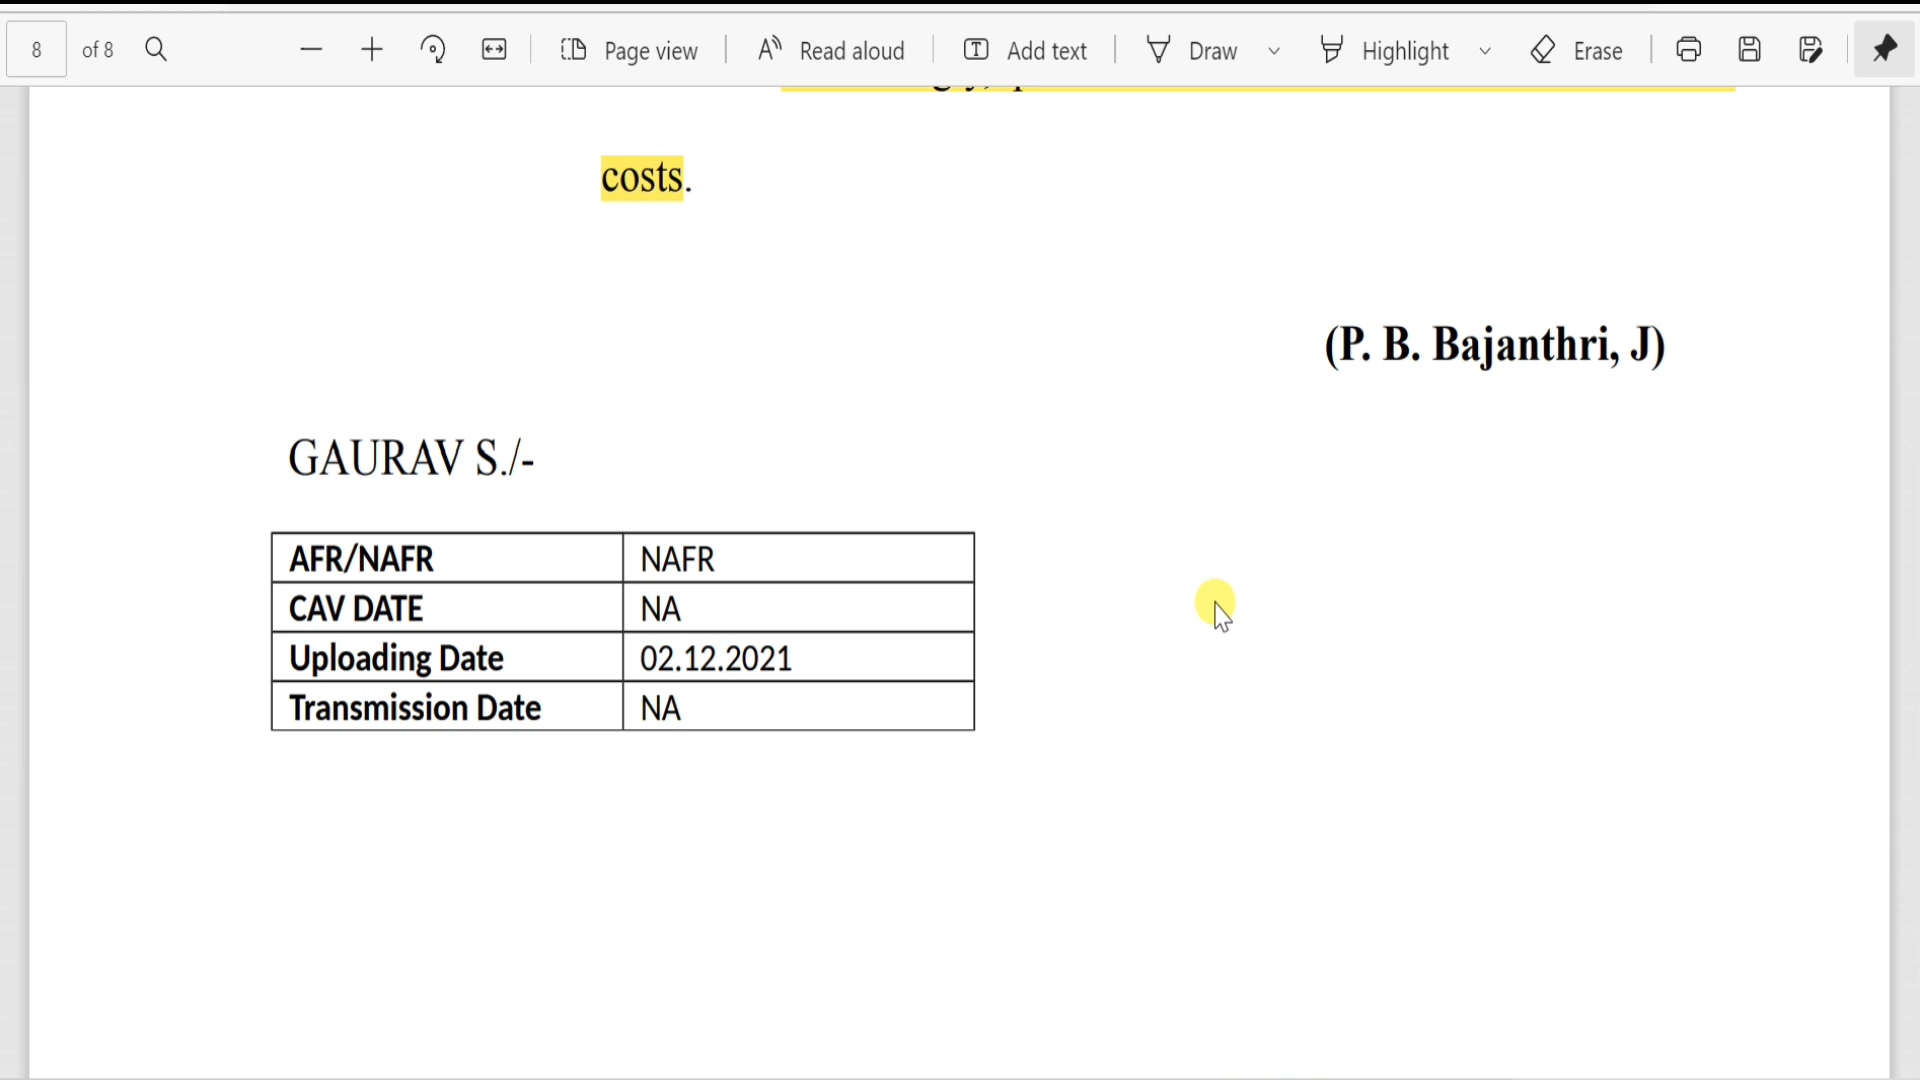 8 of 8 Page view Read aloud Add text Draw Highlight Erase
costs.
(P. B. Bajanthri, J)
GAURAV S./-
AFR/NAFR NAFR
CAV DATE NA
Uploading Date 02.12.2021
Transmission Date NA